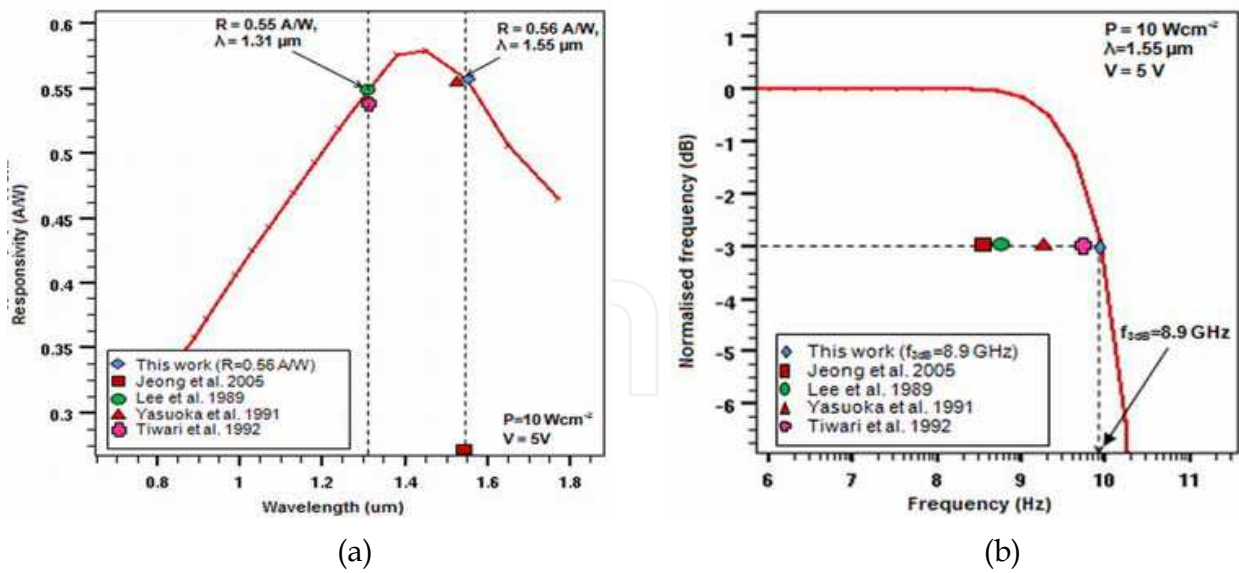 0.6
0.55
0.5
0.45
0.4
0.35
0.3
Responsivity (A/W)
R = 0.55 A/W,
λ = 1.31 µm
R = 0.56 A/W,
λ = 1.55 µm
This work (R=0.56 A/W)
Jeong et al. 2005
Lee et al. 1989
Yasuoka et al. 1991
Tiwari et al. 1992
P=10 Wcm-2
V = 5V
0.8 1 1.2 1.4 1.6 1.8
Wavelength (um)
(a)
1
0
-1
-2
-3
-4
-5
-6
Normalised frequency (dB)
P = 10 Wcm-2
λ=1.55 µm
V = 5 V
f3dB=8.9 GHz
This work (f3dB=8.9 GHz)
Jeong et al. 2005
Lee et al. 1989
Yasuoka et al. 1991
Tiwari et al. 1992
6 7 8 9 10 11
Frequency (Hz)
(b)